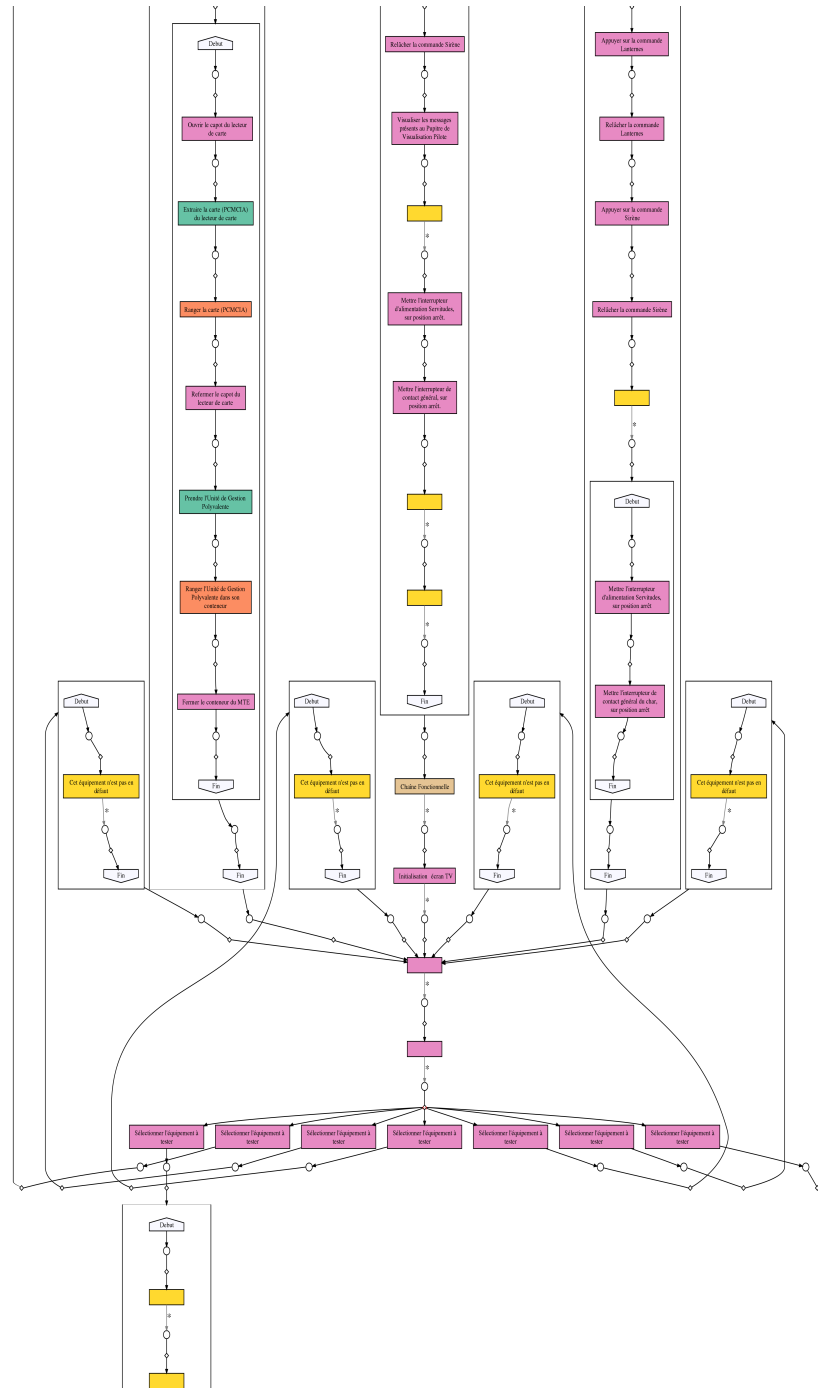 Debut
Ouvrir le capot du lecteur
de carte
Extraire la carte (PCMCIA)
du lecteur de carte
Ranger la carte (PCMCIA)
Refermer le capot du
lecteur de carte
Prendre l'Unité de Gestion
Polyvalente
Ranger l'Unité de Gestion
Polyvalente dans son
conteneur
Fermer le conteneur du MTE
Fin
Fin
Relâcher la commande Sirène
Visualiser les messages
présents au Pupitre de
Visualisation Pilote
*
Mettre l'interrupteur
d'alimentation Servitudes,
sur position arrêt.
Mettre l'interrupteur de
contact général, sur
position arrêt.
*
*
Fin
Chaîne Fonctionnelle
Initialisation écran TV
*
Appuyer sur la commande
Lanternes
Relâcher la commande
Lanternes
Appuyer sur la commande
Sirène
Relâcher la commande Sirène
*
Debut
Mettre l'interrupteur
d'alimentation Servitudes,
sur position arrêt
Mettre l'interrupteur de
contact général du char,
sur position arrêt
Fin
Fin
Debut
Cet équipement n'est pas en
défaut
*
Fin
Debut
Cet équipement n'est pas en
défaut
*
Fin
Debut
Cet équipement n'est pas en
défaut
*
Fin
Debut
Cet équipement n'est pas en
défaut
*
Fin
*
*
Sélectionner l'équipement à
tester
Sélectionner l'équipement à
tester
Sélectionner l'équipement à
tester
Sélectionner l'équipement à
tester
Sélectionner l'équipement à
tester
Sélectionner l'équipement à
tester
Sélectionner l'équipement à
tester
Debut
*